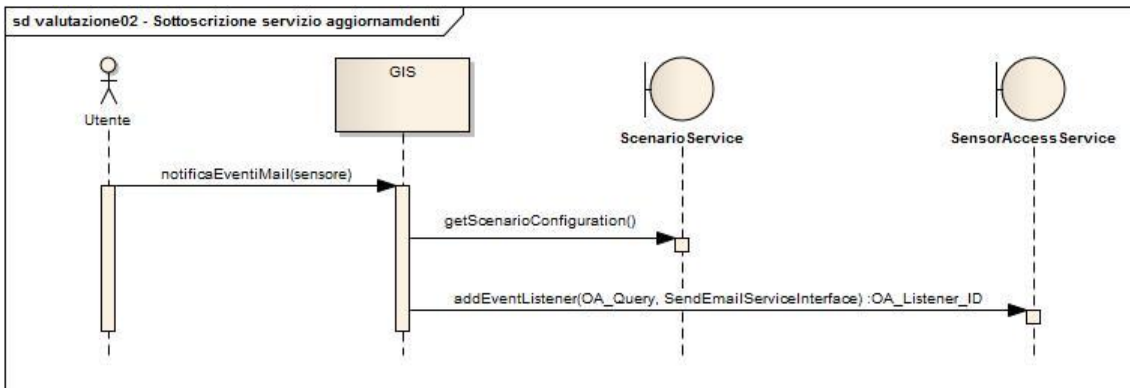 sd valutazione02 - Sottoscrizione servizio aggiornamdenti
GIS
Utente
ScenarioService
SensorAccessService
notificaEventiMail(sensore)
getScenarioConfiguration()
addEventListener(OA_Query, SendEmailServiceInterface) :OA_Listener_ID